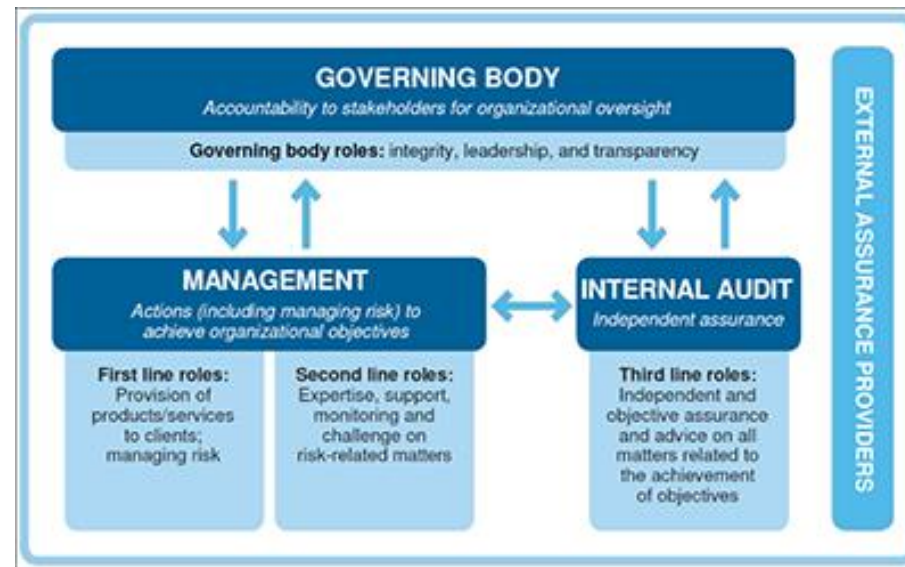 GOVERNING BODY
Accountability to stakeholders for organizational oversight
Governing body roles: integrity, leadership, and transparency
MANAGEMENT
Actions (including managing risk) to
achieve organizational objectives
First line roles:
Provision of
products/services
to clients;
managing risk
Second line roles:
Expertise, support,
monitoring and
challenge on
risk-related matters
INTERNAL AUDIT
Independent assurance
Third line roles:
Independent and
objective assurance
and advice on all
matters related to
the achievement
of objectives
EXTERNAL ASSURANCE PROVIDERS